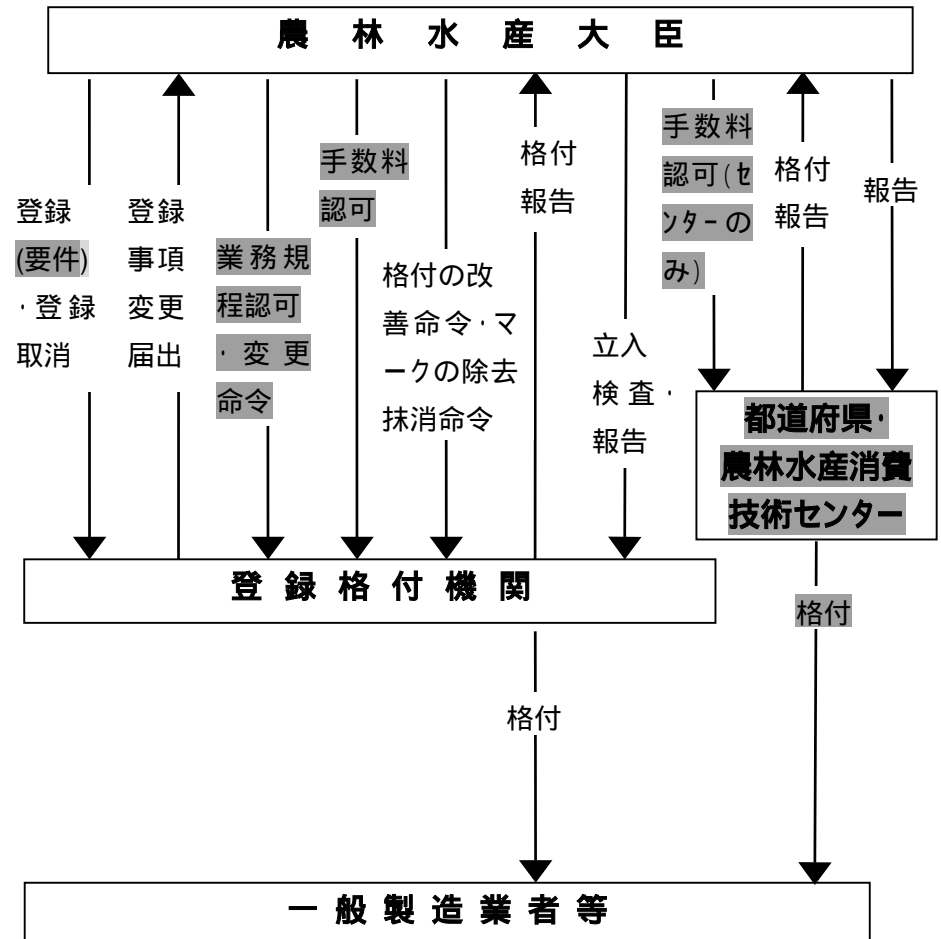 農林水産大臣
登録
(要件)
・登録
取消
登録
事項
変更
届出
業務規
程認可
・変更
命令
手数料
認可
格付の改
善命令・マ
ークの除去
抹消命令
格付
報告
立入
検査・
報告
手数料
認可(セ
ンターの
み)
格付
報告
報告
都道府県・
農林水産消費
技術センター
登録格付機関
格付
格付
一般製造業者等